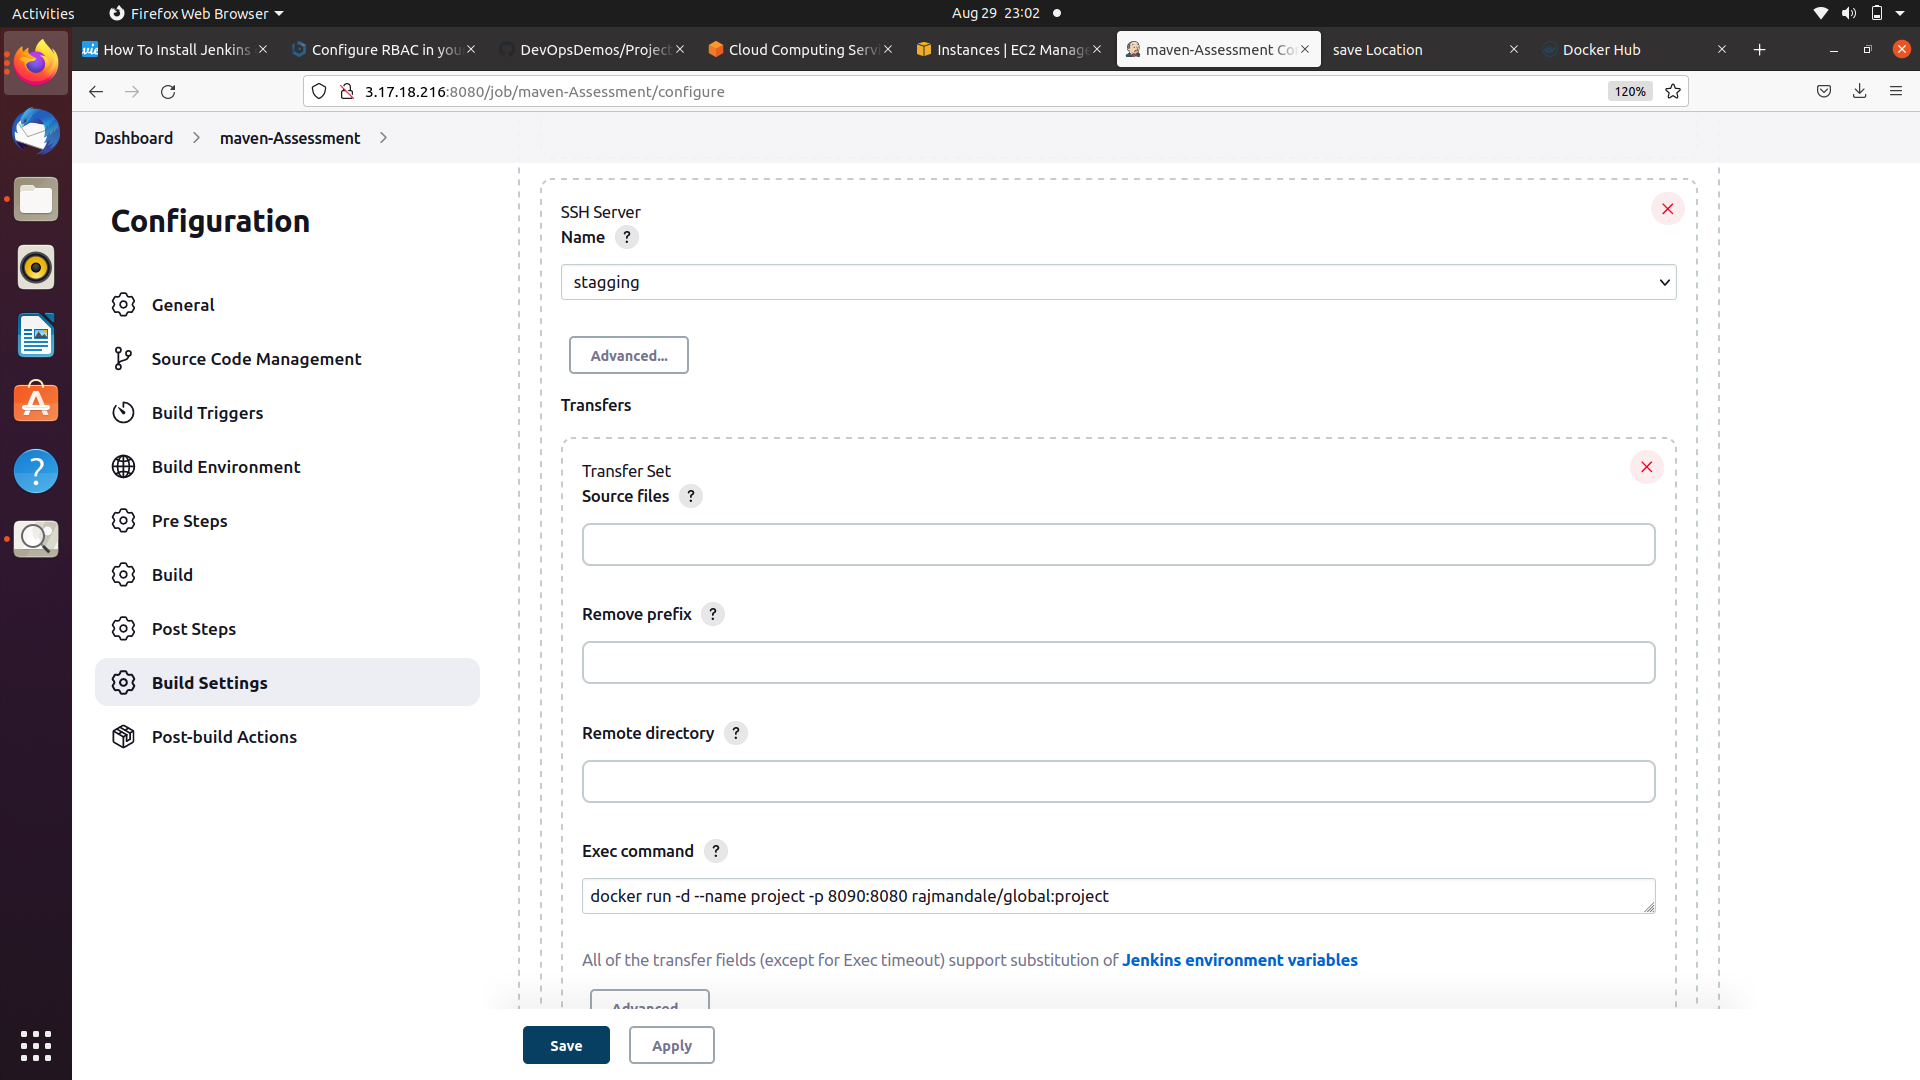 Activities
Firefox Web Browser
Aug 29 23:02
How To Install Jenkins
Configure RBAC in you
DevOpsDemos/Project
Cloud Computing Servi
Instances | EC2 Manage
maven-Assessment Co
save Location
Docker Hub
3.17.18.216:8080/job/maven-Assessment/configure
120%
Dashboard
maven-Assessment
Configuration
General
Source Code Management
Build Triggers
Build Environment
Pre Steps
Build
Post Steps
Build Settings
Post-build Actions
SSH Server
Name ?
stagging
Advanced...
Transfers
Transfer Set
Source files ?
Remove prefix ?
Remote directory ?
Exec command ?
docker run -d --name project -p 8090:8080 rajmandale/global:project
All of the transfer fields (except for Exec timeout) support substitution of Jenkins environment variables
Advanced...
Save
Apply